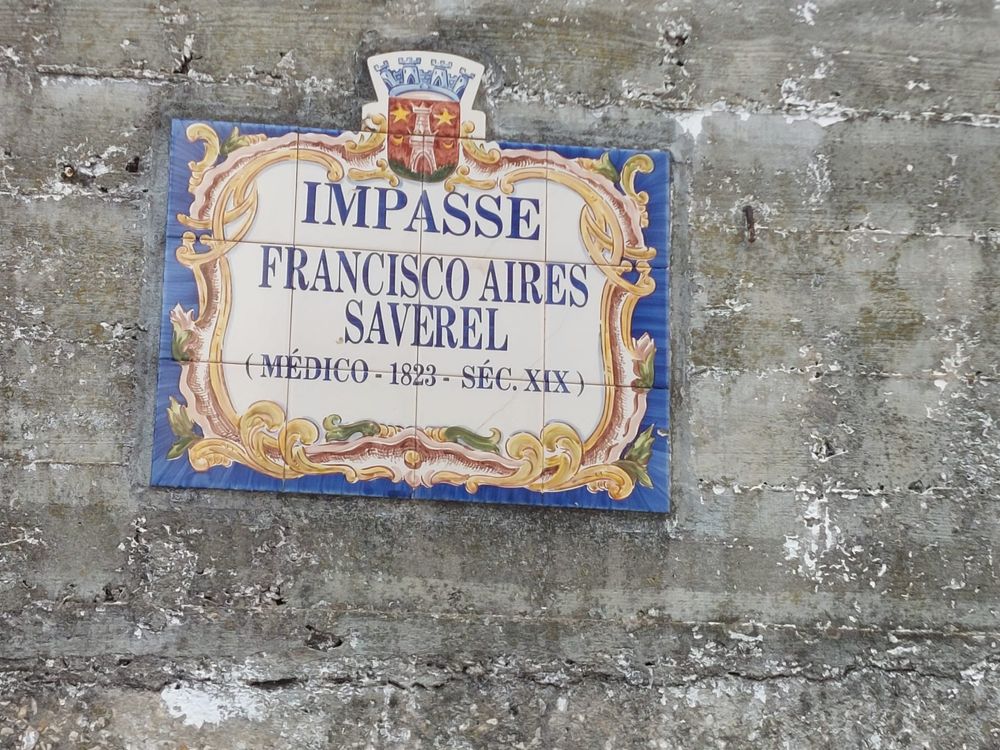 IMPASSE
FRANCISCO AIRES
SAVEREL
( MÉDICO - 1823 - SÉC. XIX )